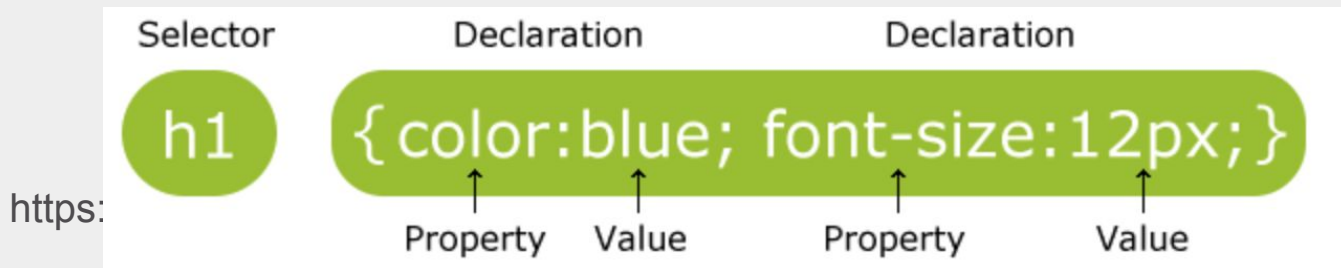 Selector Declaration Declaration
h1 {color:blue; font-size:12px;}
https:
Property Value Property Value